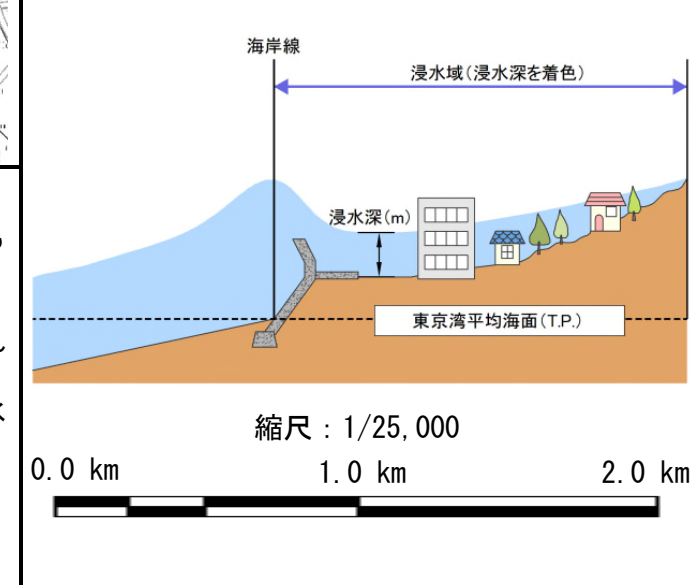 海岸線
浸水域(浸水深を着色)
浸水深(m)
東京湾平均海面(T.P.)
縮尺：1/25,000
0.0 km 1.0 km 2.0 km